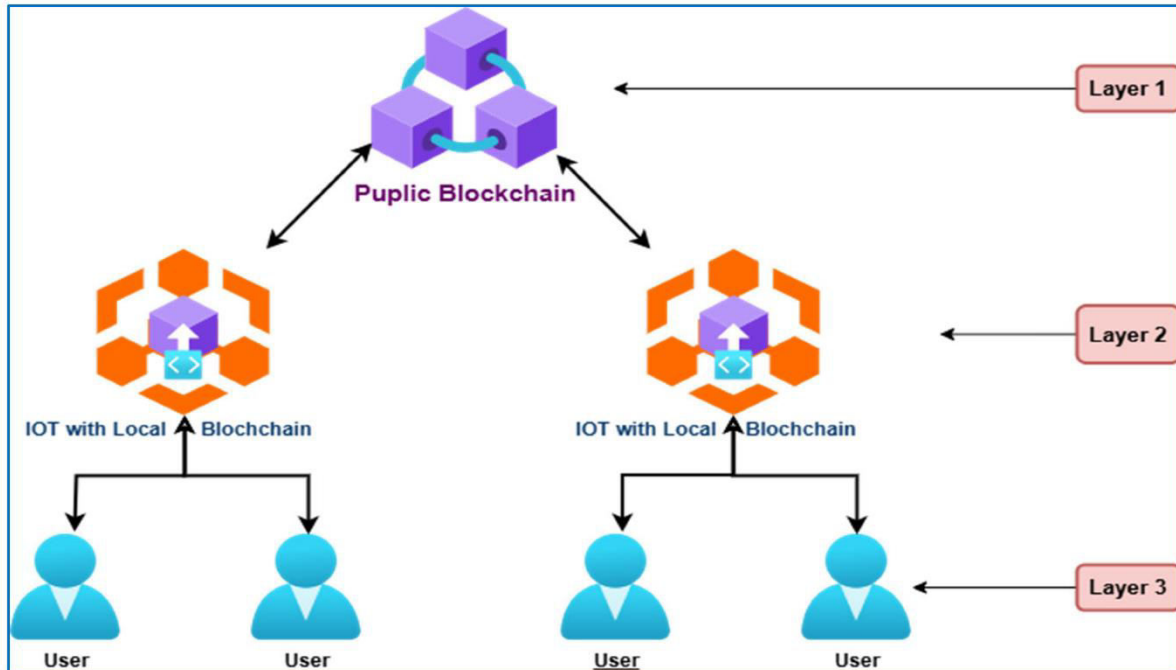 Layer 1
Puplic Blockchain
Layer 2
IOT with Local Blochchain
IOT with Local Blochchain
Layer 3
User
User
User
User